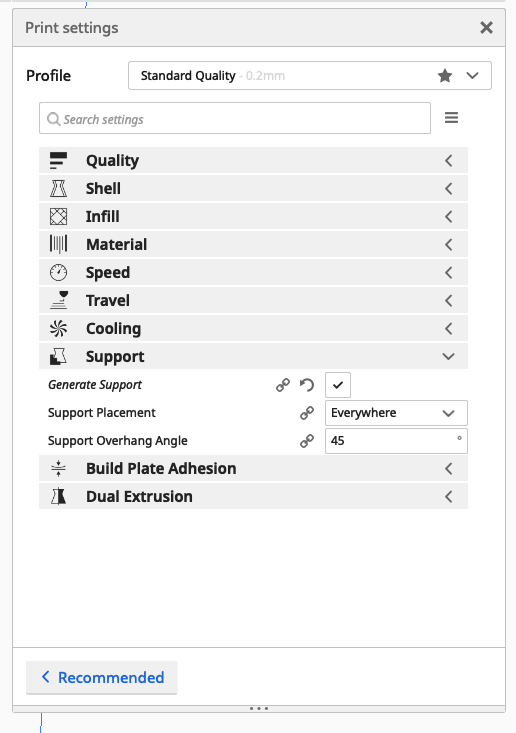 Print settings
Profile
Standard Quality - 0.2mm
Search settings
Quality
Shell
Infill
Material
Speed
Travel
Cooling
Support
Generate Support
Support Placement Everywhere
Support Overhang Angle 45 °
Build Plate Adhesion
Dual Extrusion
Recommended